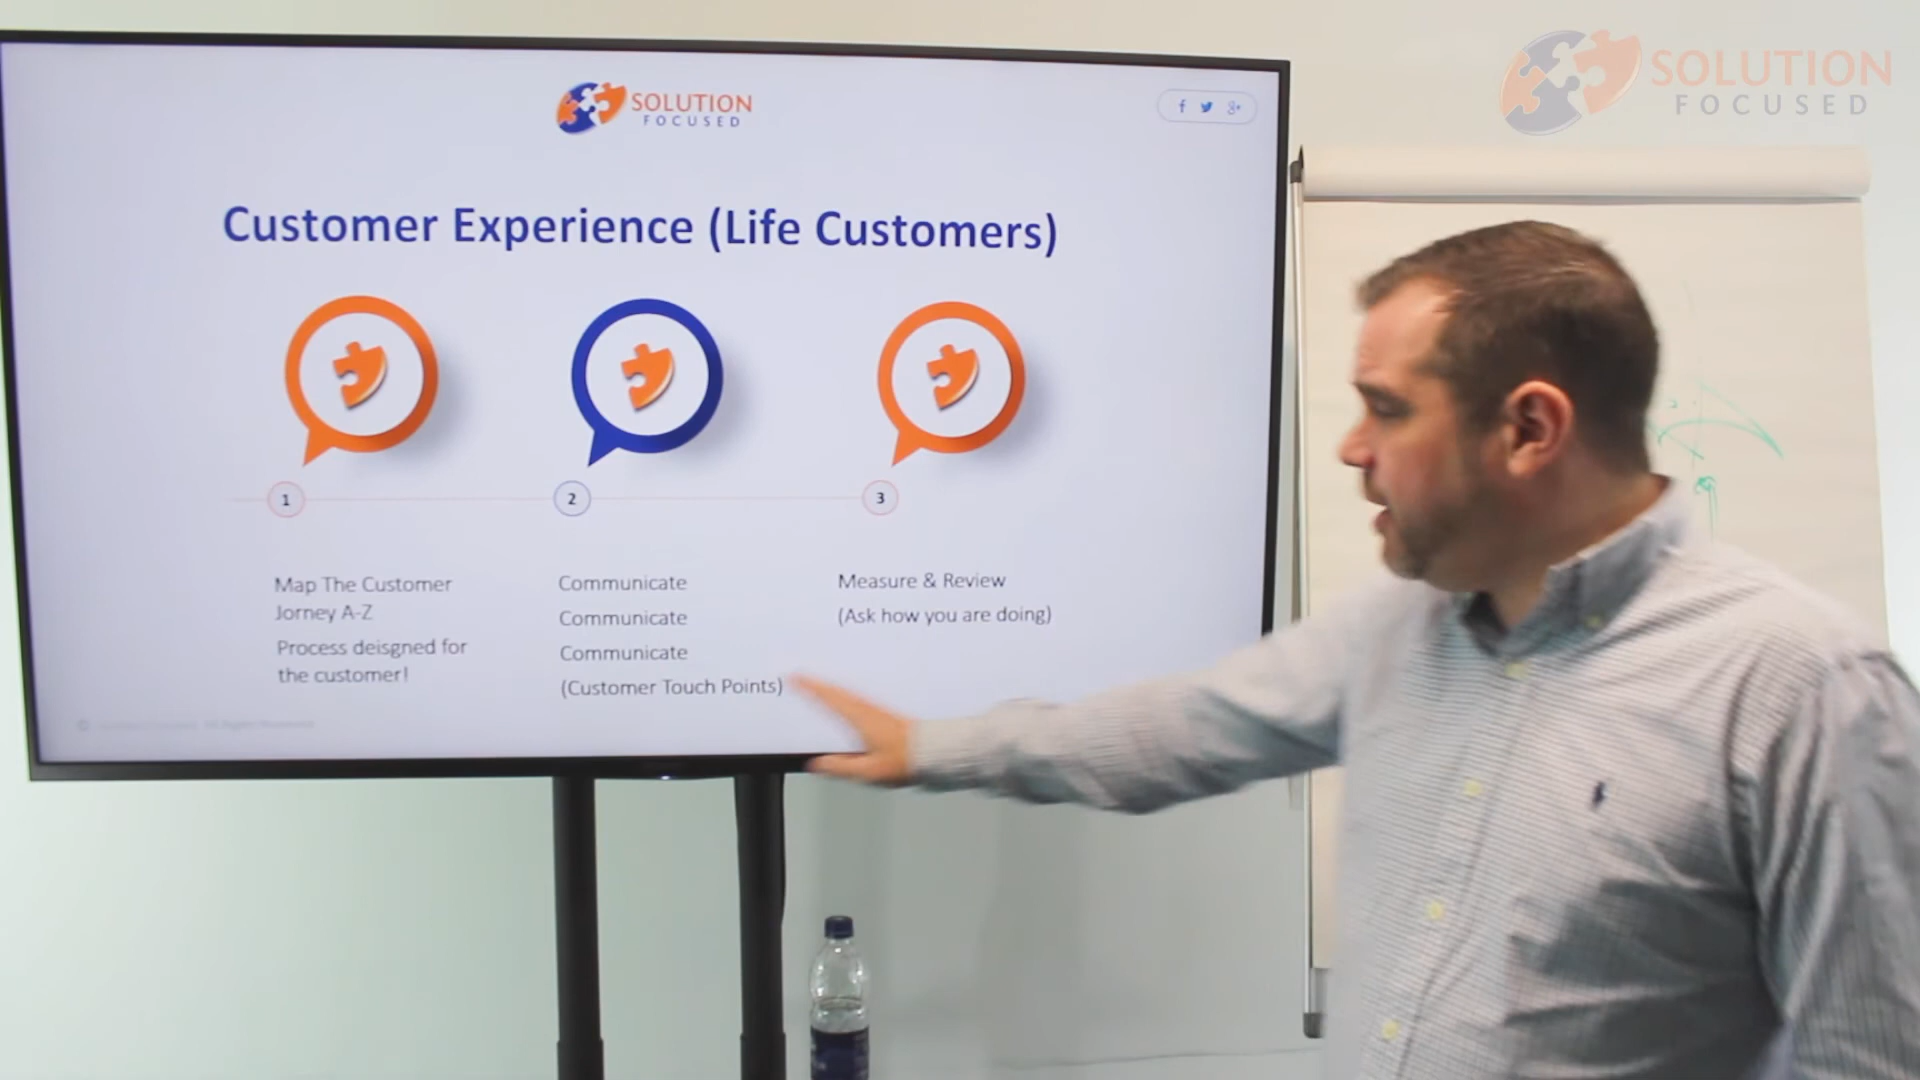 SOLUTION
FOCUSED
SOLUTION
FOCUSED
f
g+
Customer Experience (Life Customers)
1
2
3
Map The Customer
Jorney A-Z
Process deisgned for
the customer!
Communicate
Communicate
Communicate
(Customer Touch Points)
Measure & Review
(Ask how you are doing)